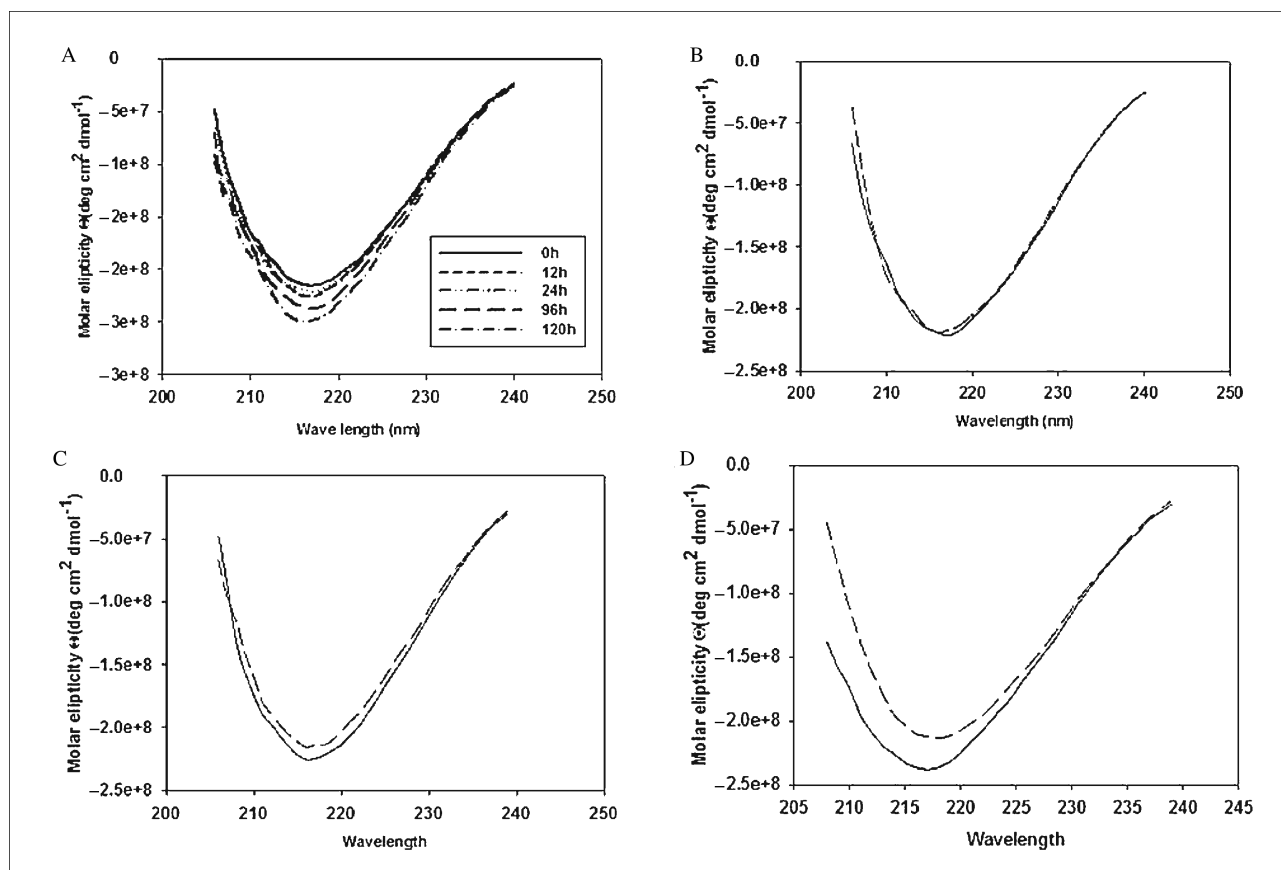 A
Molar elipticity Θ(deg cm² dmol⁻¹)
0
−5e+7
−1e+8
−2e+8
−2e+8
−3e+8
−3e+8
200 210 220 230 240 250
Wave length (nm)
0h
12h
24h
96h
120h
B
Molar elipticity Θ(deg cm² dmol⁻¹)
0.0
−5.0e+7
−1.0e+8
−1.5e+8
−2.0e+8
−2.5e+8
200 210 220 230 240 250
Wavelength (nm)
C
Molar elipticity Θ(deg cm² dmol⁻¹)
0.0
−5.0e+7
−1.0e+8
−1.5e+8
−2.0e+8
−2.5e+8
200 210 220 230 240 250
Wavelength
D
Molar elipticity Θ(deg cm² dmol⁻¹)
0.0
−5.0e+7
−1.0e+8
−1.5e+8
−2.0e+8
−2.5e+8
205 210 215 220 225 230 235 240 245
Wavelength